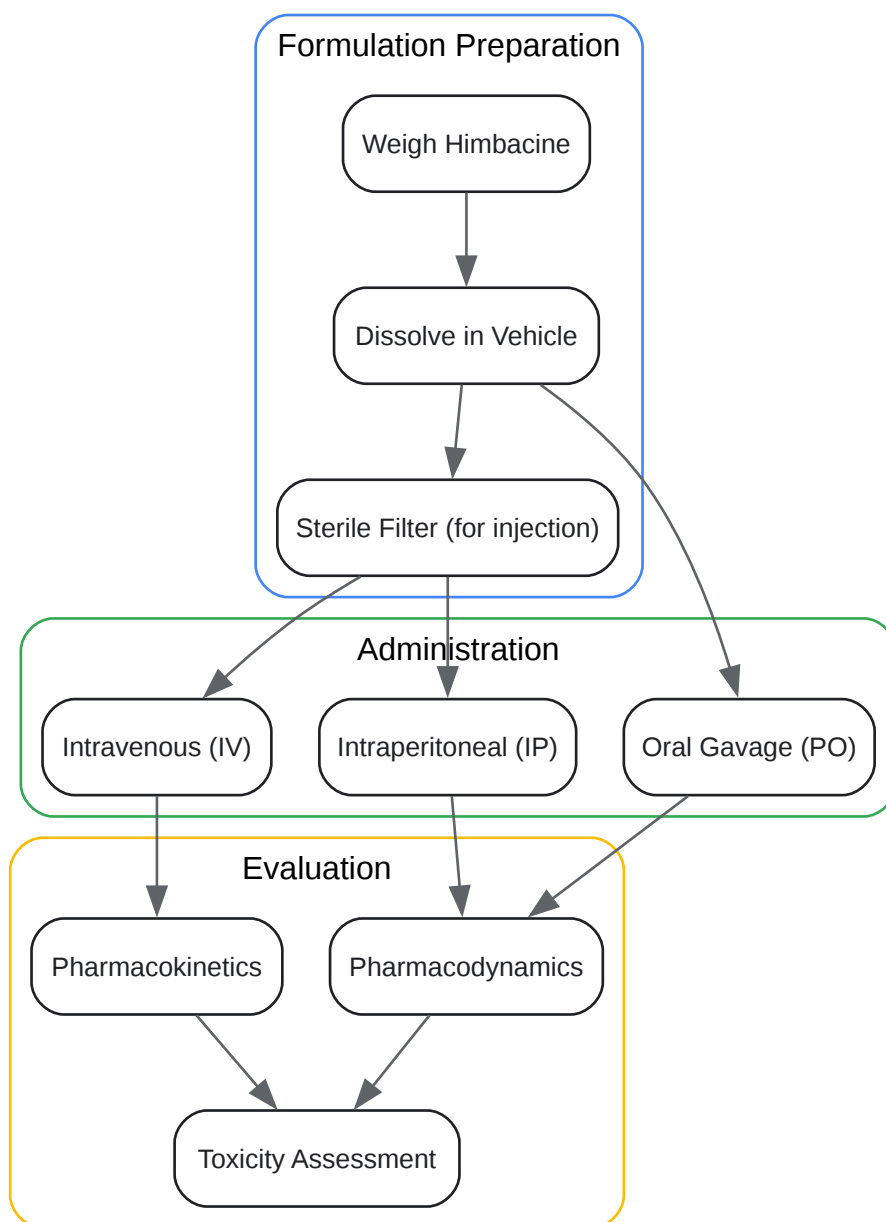 Formulation Preparation
Weigh Himbacine
Dissolve in Vehicle
Sterile Filter (for injection)
Administration
Intravenous (IV)
Intraperitoneal (IP)
Oral Gavage (PO)
Evaluation
Pharmacokinetics
Pharmacodynamics
Toxicity Assessment